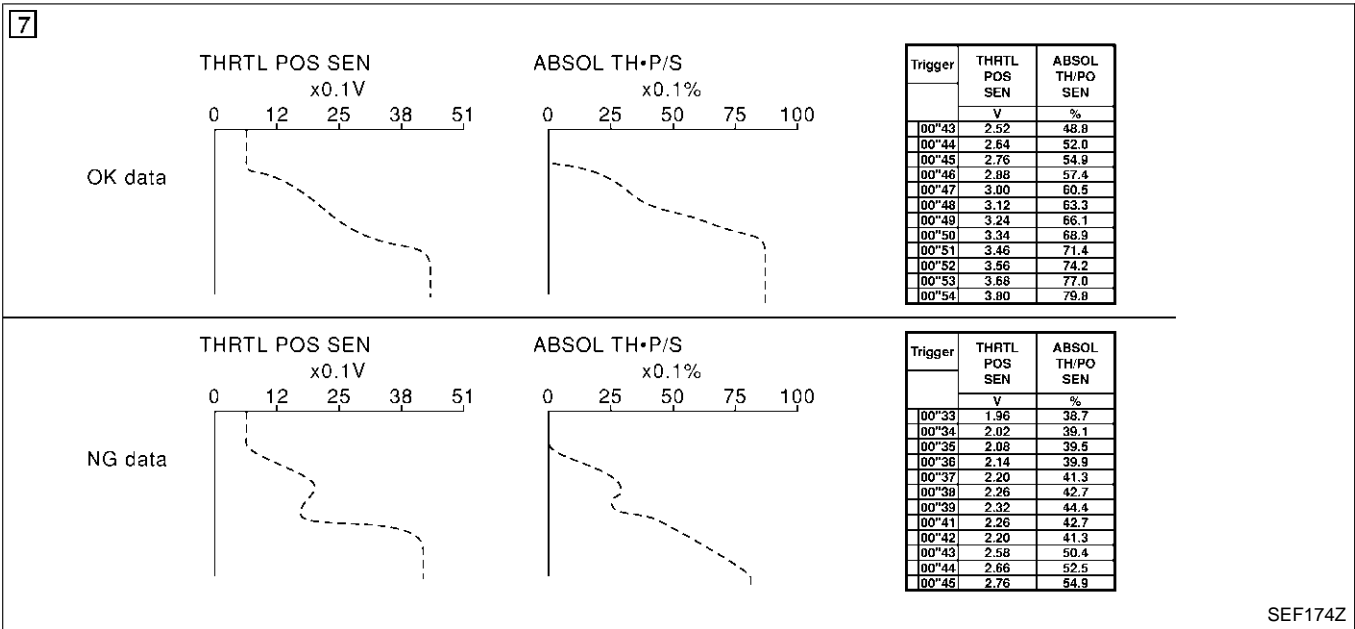 7
THRTL POS SEN
x0.1V
0 12 25 38 51
ABSOL TH•P/S
x0.1%
0 25 50 75 100
OK data
Trigger THRTL POS SEN ABSOL TH/PO SEN
V %
00"43 2.52 48.8
00"44 2.64 52.0
00"45 2.76 54.9
00"46 2.88 57.4
00"47 3.00 60.5
00"48 3.12 63.3
00"49 3.24 66.1
00"50 3.34 68.9
00"51 3.46 71.4
00"52 3.56 74.2
00"53 3.68 77.0
00"54 3.80 79.8
THRTL POS SEN
x0.1V
0 12 25 38 51
ABSOL TH•P/S
x0.1%
0 25 50 75 100
NG data
Trigger THRTL POS SEN ABSOL TH/PO SEN
V %
00"33 1.96 38.7
00"34 2.02 39.1
00"35 2.08 39.5
00"36 2.14 39.9
00"37 2.20 41.3
00"38 2.26 42.7
00"39 2.32 44.4
00"41 2.26 42.7
00"42 2.20 41.3
00"43 2.58 50.4
00"44 2.66 52.5
00"45 2.76 54.9
SEF174Z